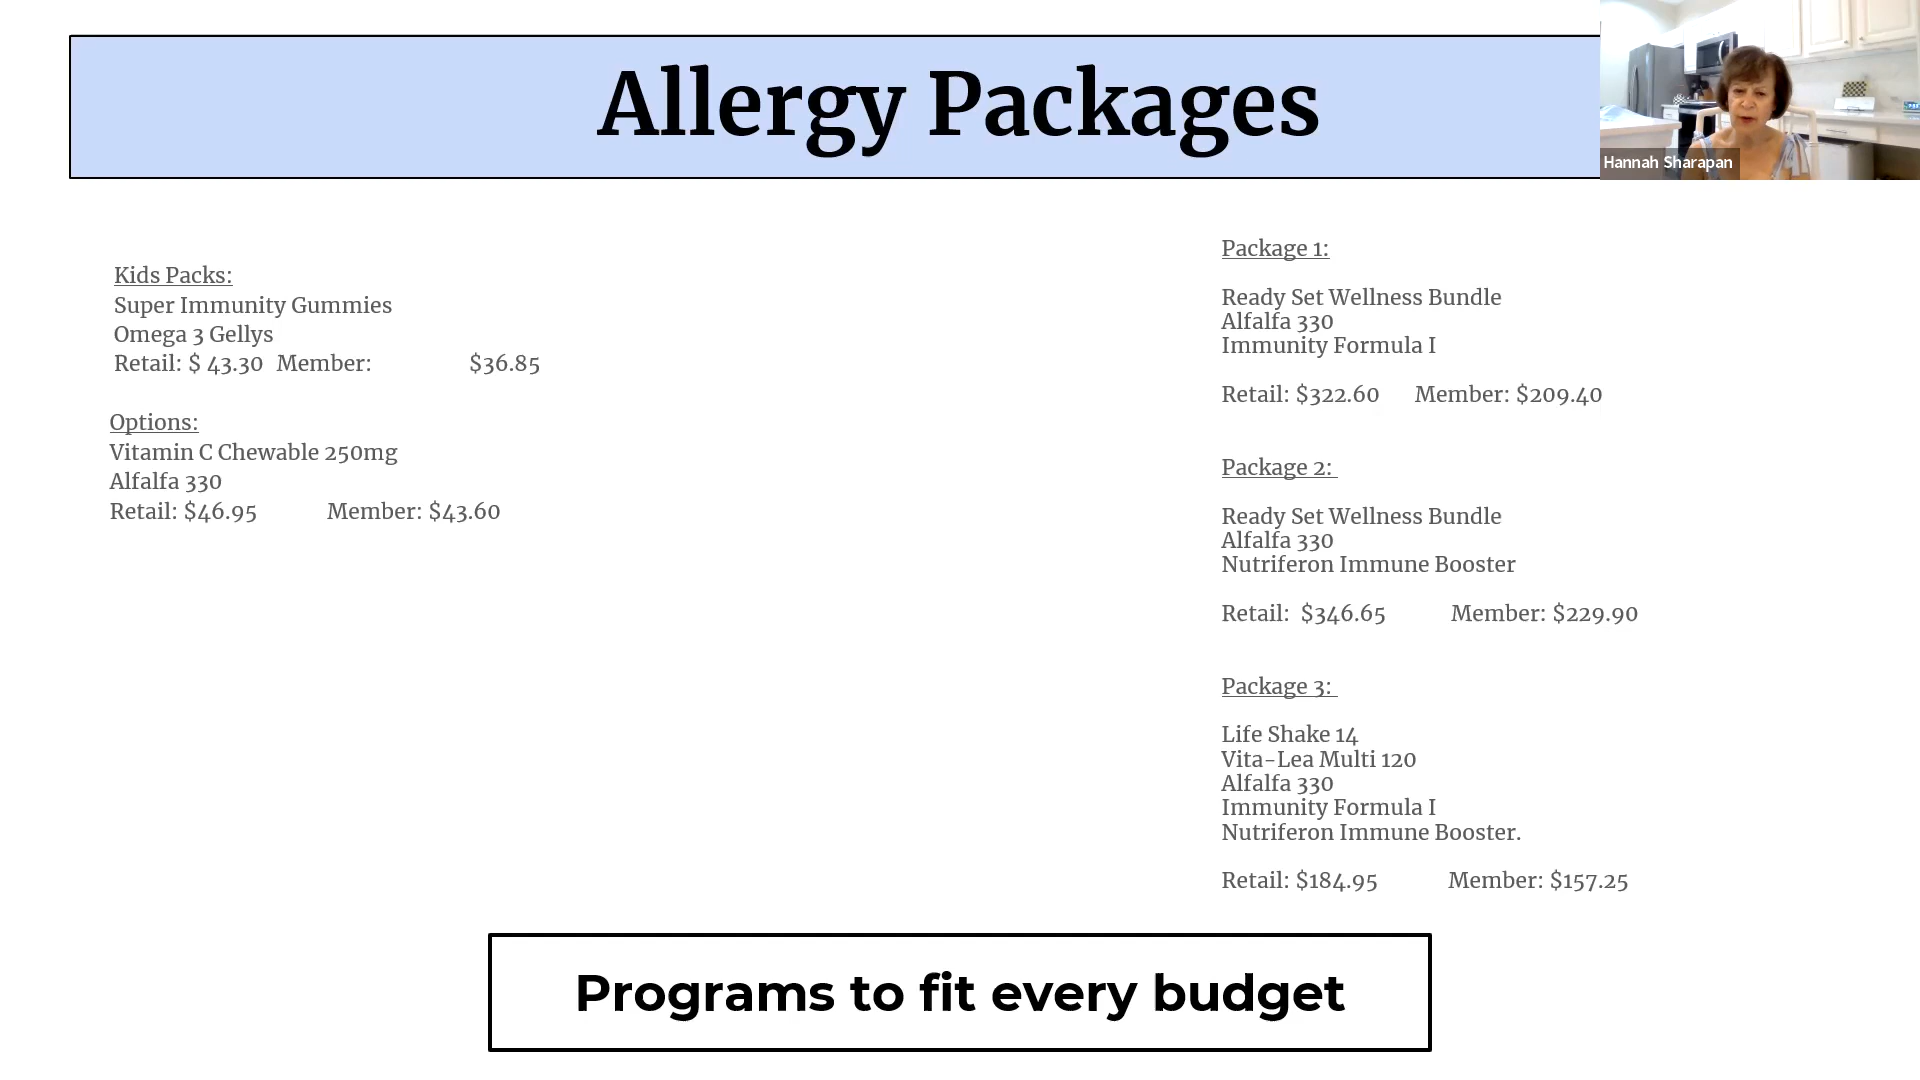 Allergy Packages
Hannah Sharapan
Kids Packs:
Super Immunity Gummies
Omega 3 Gellys
Retail: $ 43.30 Member: $36.85
Options:
Vitamin C Chewable 250mg
Alfalfa 330
Retail: $46.95 Member: $43.60
Package 1:
Ready Set Wellness Bundle
Alfalfa 330
Immunity Formula I
Retail: $322.60 Member: $209.40
Package 2:
Ready Set Wellness Bundle
Alfalfa 330
Nutriferon Immune Booster
Retail: $346.65 Member: $229.90
Package 3:
Life Shake 14
Vita-Lea Multi 120
Alfalfa 330
Immunity Formula I
Nutriferon Immune Booster.
Retail: $184.95 Member: $157.25
Programs to fit every budget